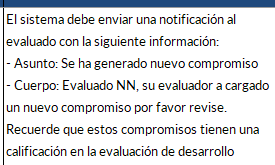 El sistema debe enviar una notificación al
evaluado con la siguiente información:
- Asunto: Se ha generado nuevo compromiso
- Cuerpo: Evaluado NN, su evaluador a cargado
un nuevo compromiso por favor revise.
Recuerde que estos compromisos tienen una
calificación en la evaluación de desarrollo